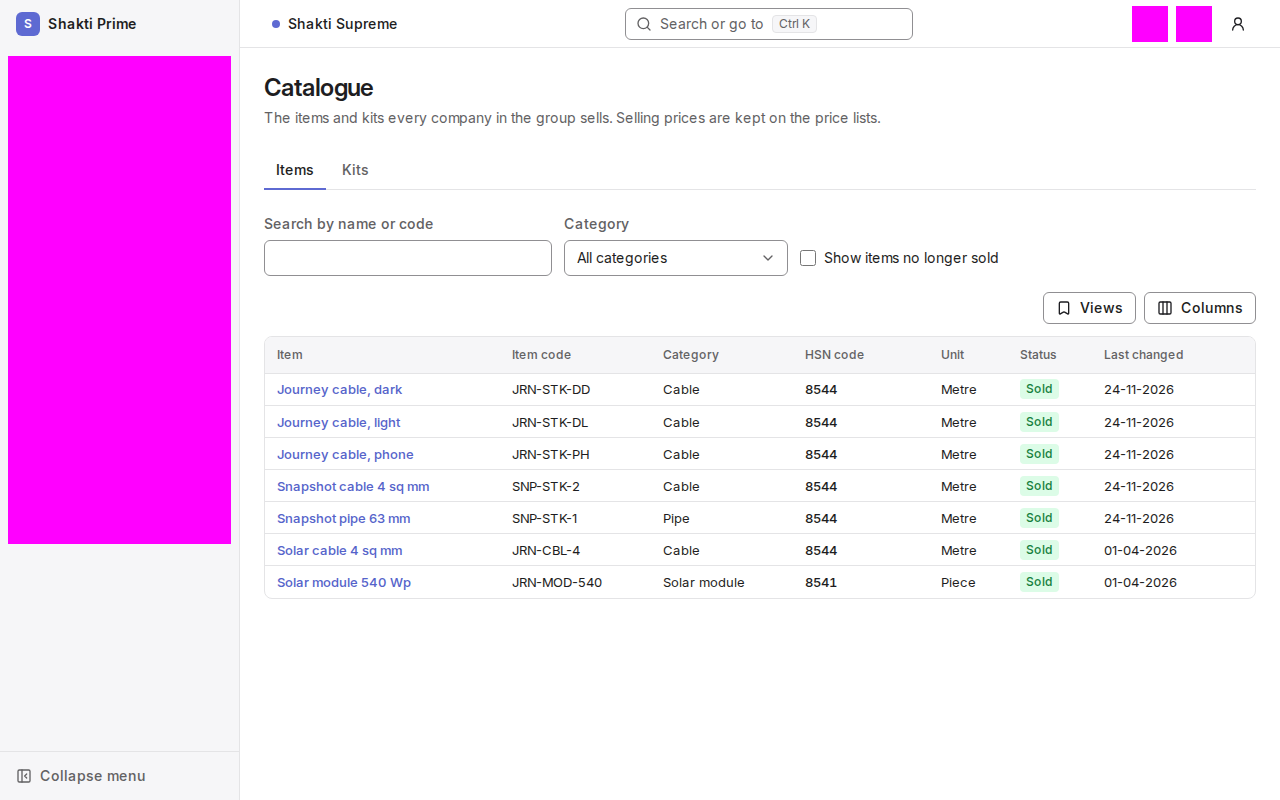 S Shakti Prime
Shakti Supreme
Search or go to Ctrl K
Catalogue
The items and kits every company in the group sells. Selling prices are kept on the price lists.
Items Kits
Search by name or code Category
All categories Show items no longer sold
Views Columns
Item Item code Category HSN code Unit Status Last changed
Journey cable, dark JRN-STK-DD Cable 8544 Metre Sold 24-11-2026
Journey cable, light JRN-STK-DL Cable 8544 Metre Sold 24-11-2026
Journey cable, phone JRN-STK-PH Cable 8544 Metre Sold 24-11-2026
Snapshot cable 4 sq mm SNP-STK-2 Cable 8544 Metre Sold 24-11-2026
Snapshot pipe 63 mm SNP-STK-1 Pipe 8544 Metre Sold 24-11-2026
Solar cable 4 sq mm JRN-CBL-4 Cable 8544 Metre Sold 01-04-2026
Solar module 540 Wp JRN-MOD-540 Solar module 8541 Piece Sold 01-04-2026
Collapse menu